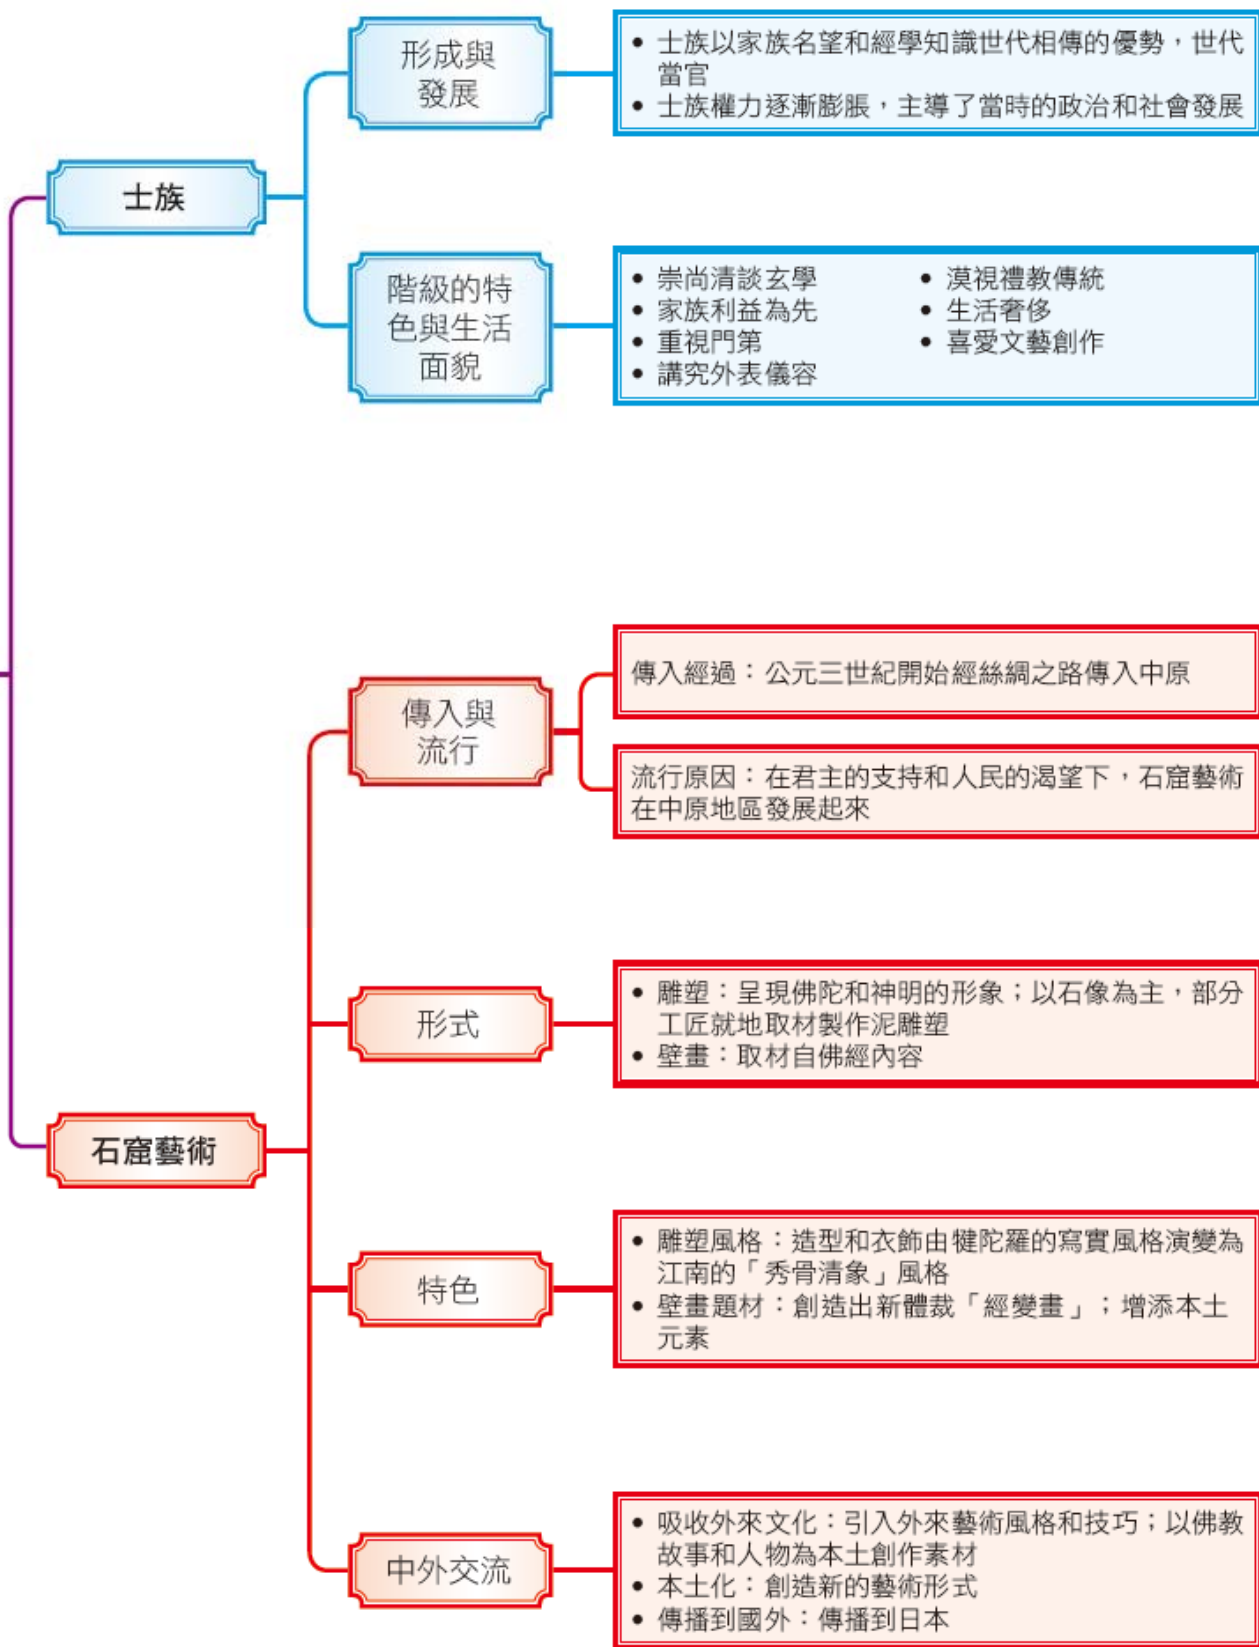 士族
形成與
發展
• 士族以家族名望和經學知識世代相傳的優勢，世代
當官
• 士族權力逐漸膨脹，主導了當時的政治和社會發展
階級的特
色與生活
面貌
• 崇尚清談玄學
• 家族利益為先
• 重視門第
• 講究外表儀容
• 漠視禮教傳統
• 生活奢侈
• 喜愛文藝創作
石窟藝術
傳入與
流行
傳入經過：公元三世紀開始經絲綢之路傳入中原
流行原因：在君主的支持和人民的渴望下，石窟藝術
在中原地區發展起來
形式
• 雕塑：呈現佛陀和神明的形象；以石像為主，部分
工匠就地取材製作泥雕塑
• 壁畫：取材自佛經內容
特色
• 雕塑風格：造型和衣飾由犍陀羅的寫實風格演變為
江南的「秀骨清象」風格
• 壁畫題材：創造出新體裁「經變畫」；增添本土
元素
中外交流
• 吸收外來文化：引入外來藝術風格和技巧；以佛教
故事和人物為本土創作素材
• 本土化：創造新的藝術形式
• 傳播到國外：傳播到日本